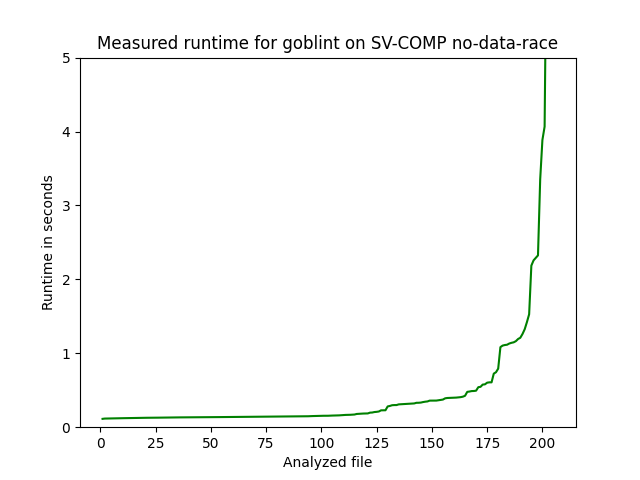 Measured runtime for goblint on SV-COMP no-data-race
5
4
3
2
1
0
Runtime in seconds
0 25 50 75 100 125 150 175 200
Analyzed file